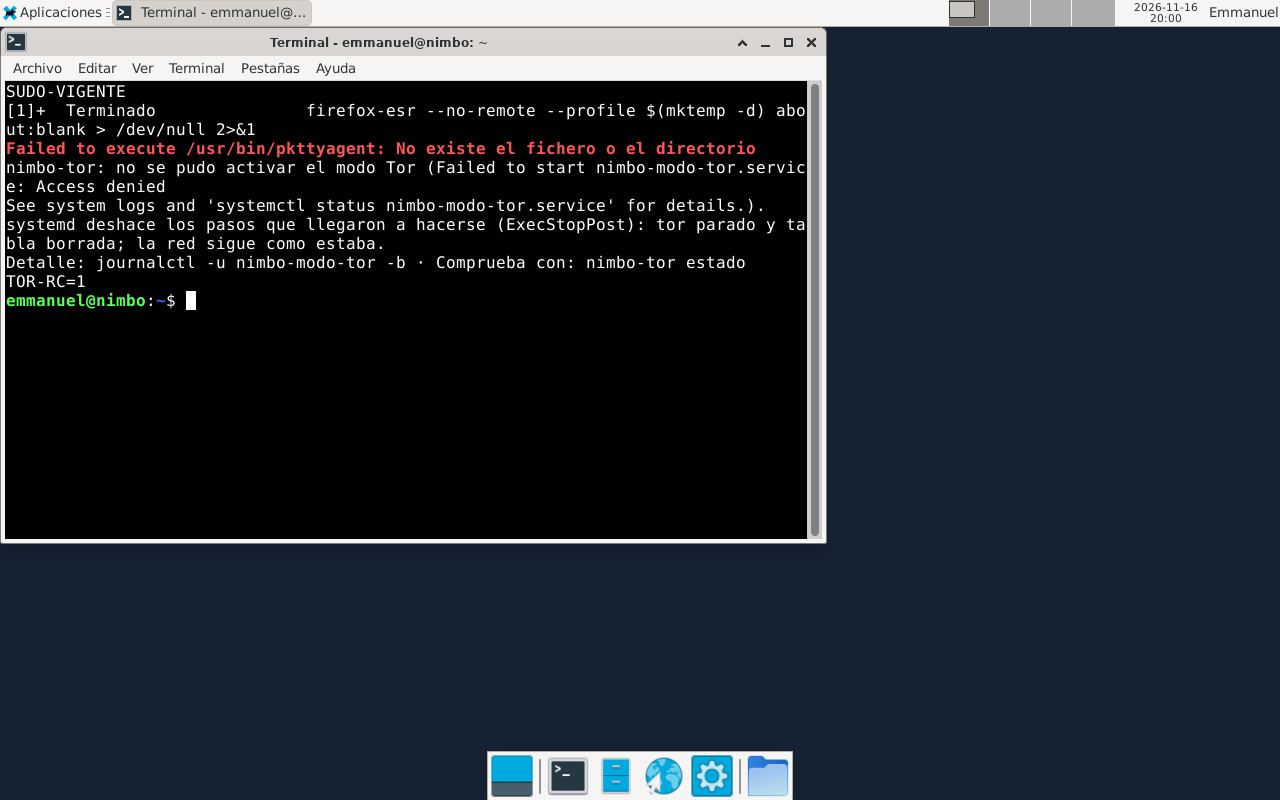 Aplicaciones
Terminal - emmanuel@...
2026-11-16
20:00
Emmanuel
Terminal - emmanuel@nimbo: ~
Archivo Editar Ver Terminal Pestañas Ayuda
SUDO-VIGENTE
[1]+  Terminado               firefox-esr --no-remote --profile $(mktemp -d) abo
ut:blank > /dev/null 2>&1
Failed to execute /usr/bin/pkttyagent: No existe el fichero o el directorio
nimbo-tor: no se pudo activar el modo Tor (Failed to start nimbo-modo-tor.servic
e: Access denied
See system logs and 'systemctl status nimbo-modo-tor.service' for details.).
systemd deshace los pasos que llegaron a hacerse (ExecStopPost): tor parado y ta
bla borrada; la red sigue como estaba.
Detalle: journalctl -u nimbo-modo-tor -b · Comprueba con: nimbo-tor estado
TOR-RC=1
emmanuel@nimbo:~$